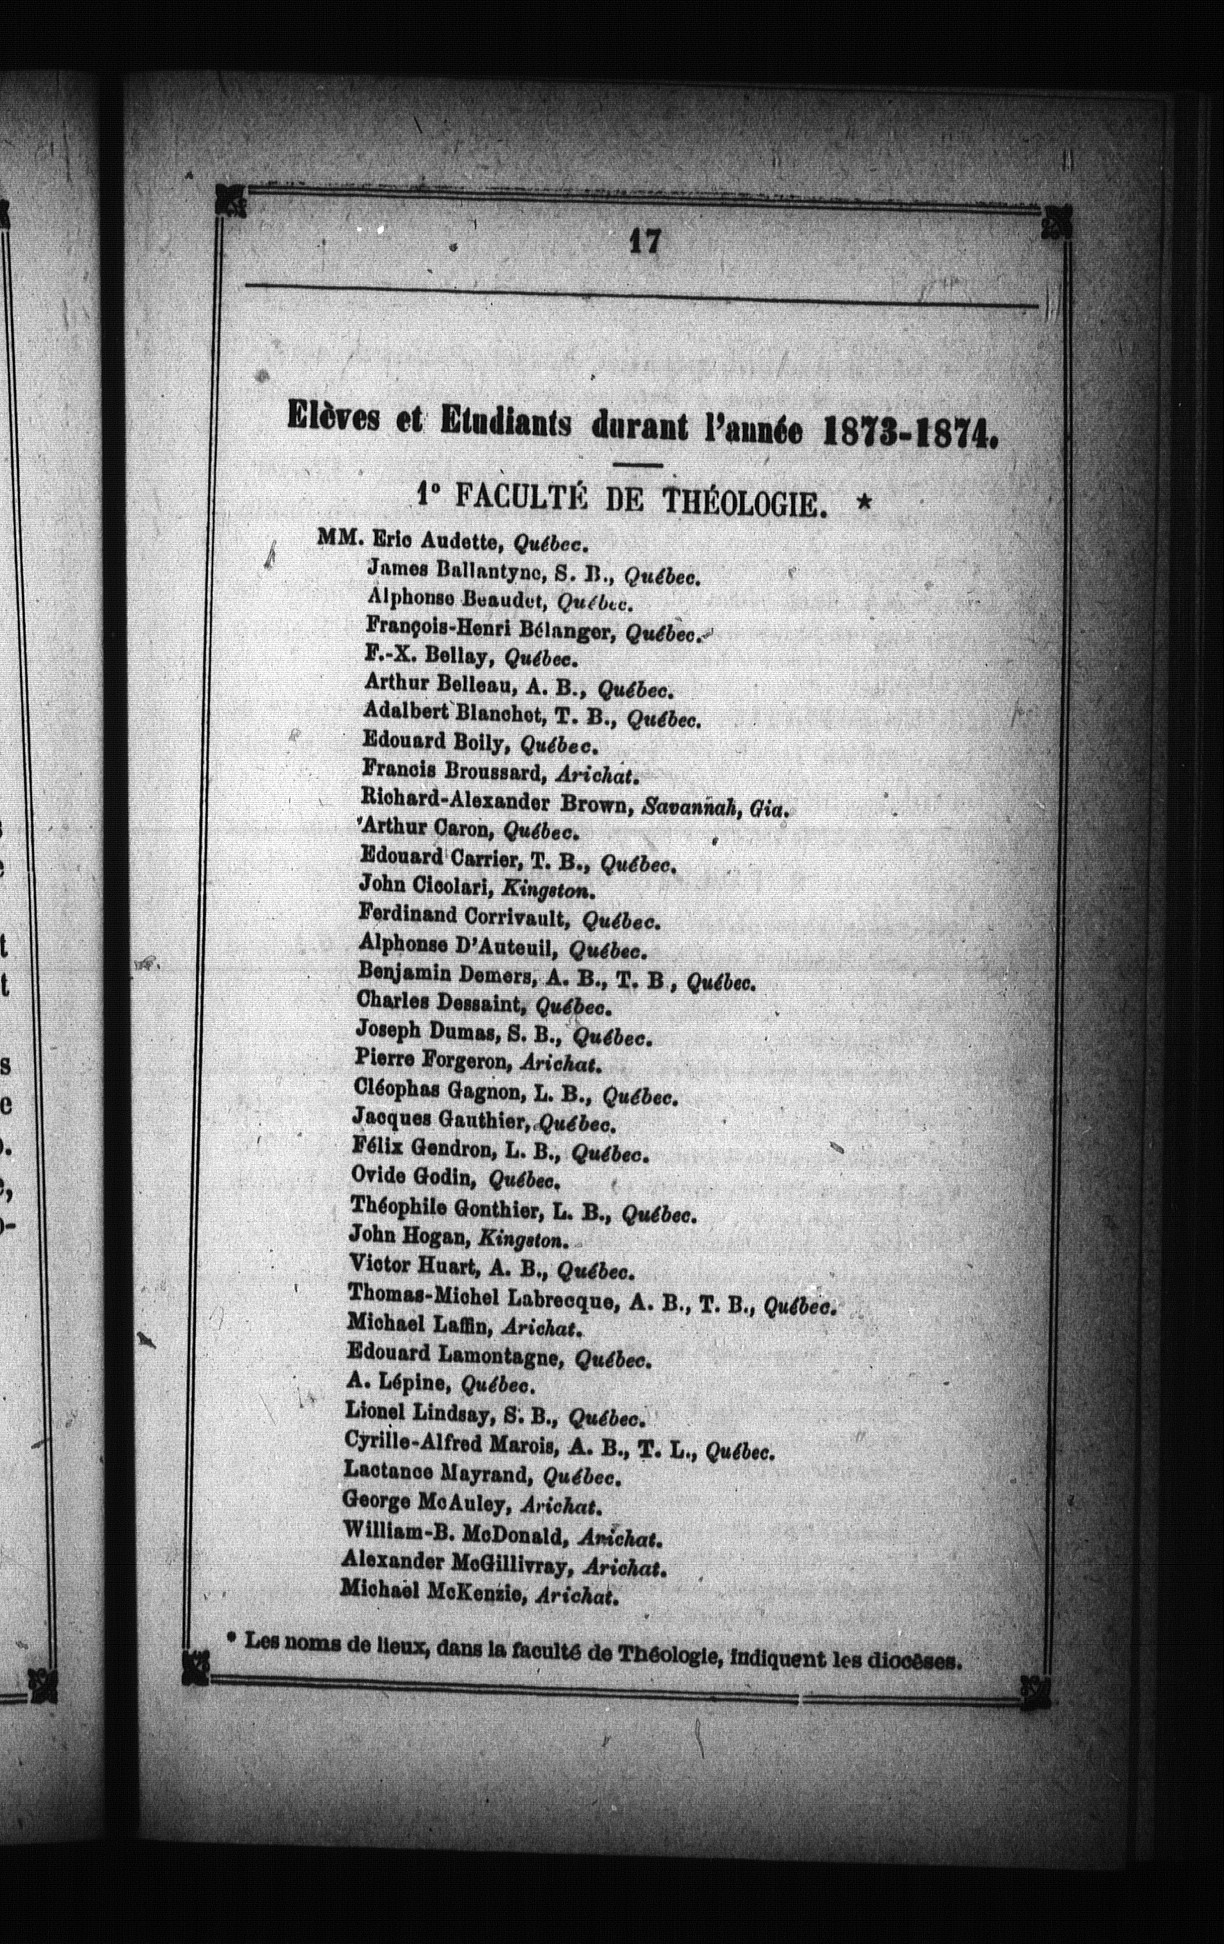 17
Elèves et Etudiants durant l'année 1873-1874.
1º FACULTÉ DE THÉOLOGIE. *
MM. Eric Audette, Québec.
James Ballantyne, S. B., Québec.
Alphonse Beaudet, Québec.
François-Henri Bélanger, Québec.
F.-X. Bellay, Québec.
Arthur Belleau, A. B., Québec.
Adalbert Blanchet, T. B., Québec.
Edouard Boily, Québec.
Francis Broussard, Arichat.
Richard-Alexander Brown, Savannah, Gia.
Arthur Caron, Québec.
Edouard Carrier, T. B., Québec.
John Cicolari, Kingston.
Ferdinand Corrivault, Québec.
Alphonse D'Auteuil, Québec.
Benjamin Demers, A. B., T. B , Québec.
Charles Dessaint, Québec.
Joseph Dumas, S. B., Québec.
Pierre Forgeron, Arichat.
Cléophas Gagnon, L. B., Québec.
Jacques Gauthier, Québec.
Félix Gendron, L. B., Québec.
Ovide Godin, Québec.
Théophile Gonthier, L. B., Québec.
John Hogan, Kingston.
Victor Huart, A. B., Québec.
Thomas-Michel Labrecque, A. B., T. B., Québec.
Michael Laffin, Arichat.
Edouard Lamontagne, Québec.
A. Lépine, Québec.
Lionel Lindsay, S. B., Québec.
Cyrille-Alfred Marois, A. B., T. L., Québec.
Lactance Mayrand, Québec.
George McAuley, Arichat.
William-B. McDonald, Arichat.
Alexander McGillivray, Arichat.
Michael McKenzie, Arichat.
* Les noms de lieux, dans la faculté de Théologie, indiquent les diocèses.